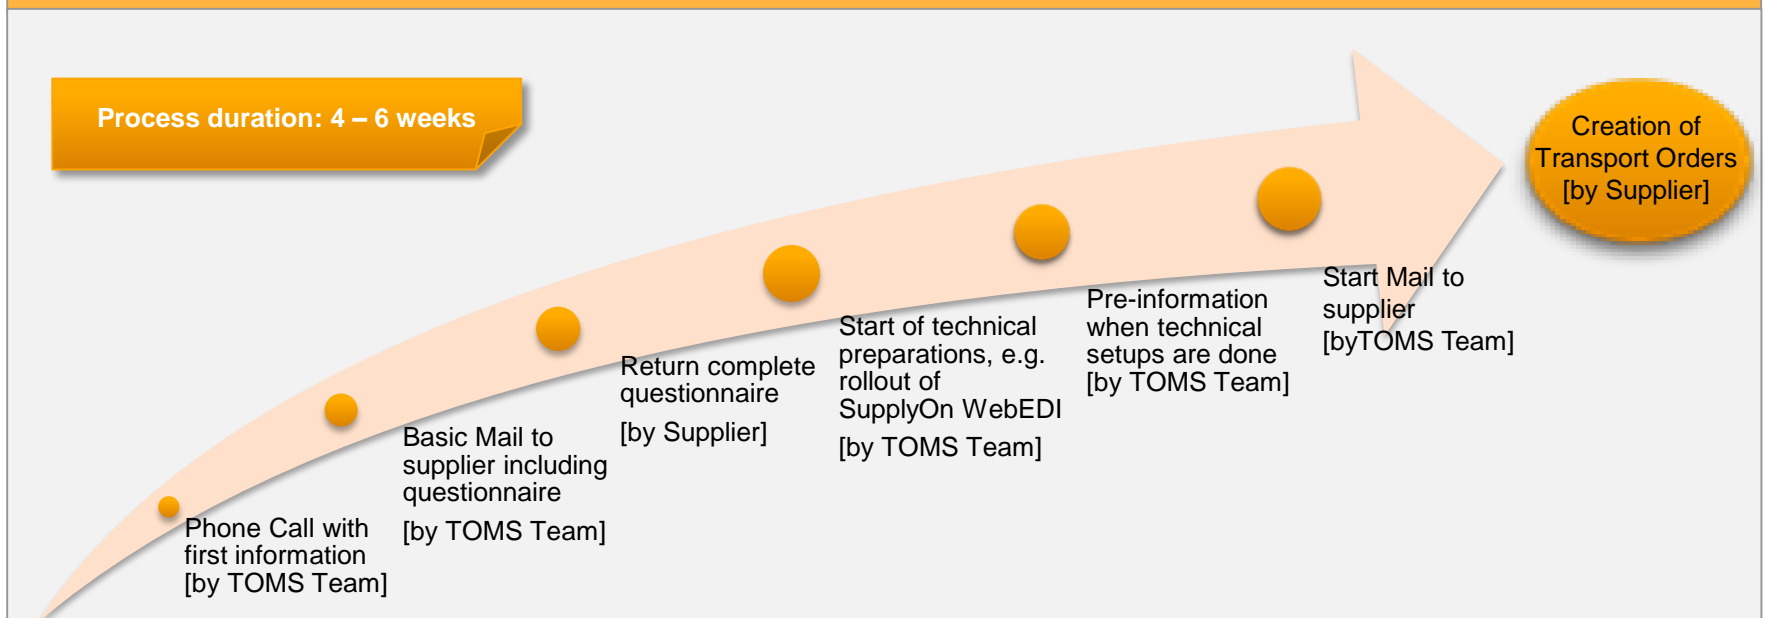 Process duration: 4 – 6 weeks
Creation of
Transport Orders
[by Supplier]
Phone Call with
first information
[by TOMS Team]
Basic Mail to
supplier including
questionnaire
[by TOMS Team]
Return complete
questionnaire
[by Supplier]
Start of technical
preparations, e.g.
rollout of
SupplyOn WebEDI
[by TOMS Team]
Pre-information
when technical
setups are done
[by TOMS Team]
Start Mail to
supplier
[byTOMS Team]